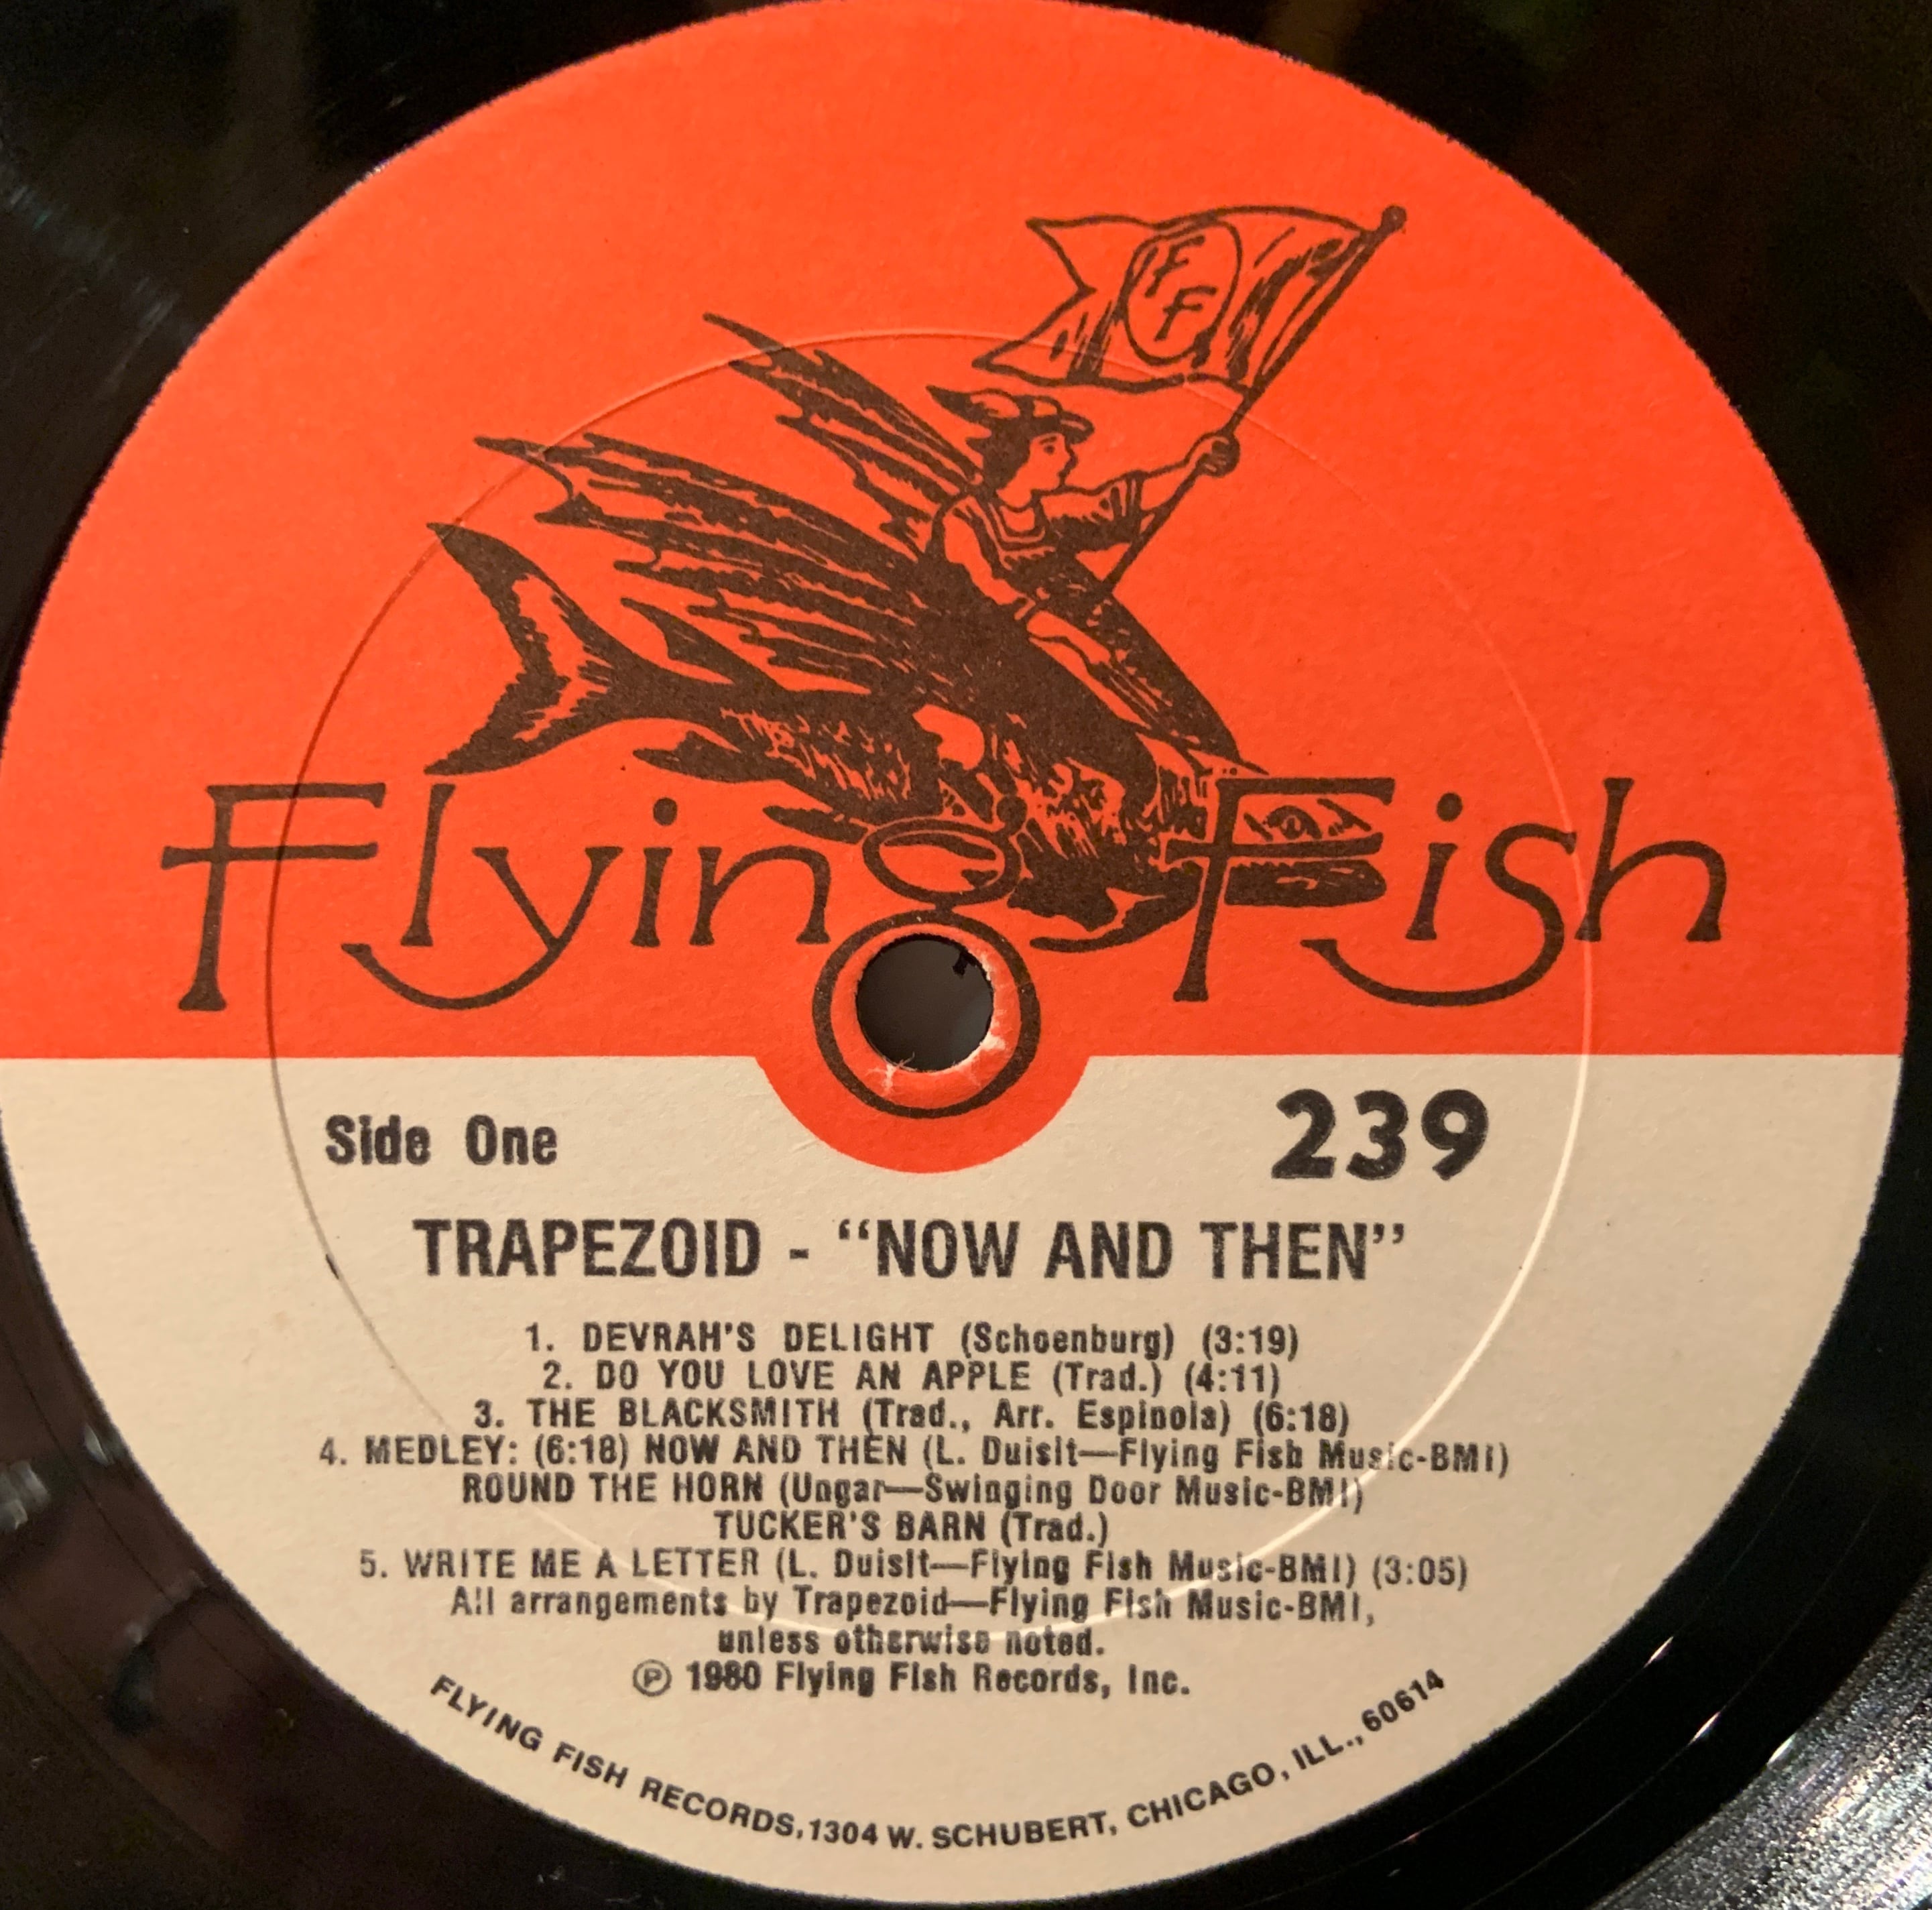 FF
Flying Fish
Side One
239
TRAPEZOID - “NOW AND THEN”
1. DEVRAH'S DELIGHT (Schoenburg) (3:19)
2. DO YOU LOVE AN APPLE (Trad.) (4:11)
3. THE BLACKSMITH (Trad., Arr. Espinola) (6:18)
4. MEDLEY: (6:18) NOW AND THEN (L. Duisit—Flying Fish Music-BMI)
ROUND THE HORN (Ungar—Swinging Door Music-BMI)
TUCKER'S BARN (Trad.)
5. WRITE ME A LETTER (L. Duisit—Flying Fish Music-BMI) (3:05)
All arrangements by Trapezoid—Flying Fish Music-BMI,
unless otherwise noted.
Ⓟ 1980 Flying Fish Records, Inc.
FLYING FISH RECORDS, 1304 W. SCHUBERT, CHICAGO, ILL., 60614